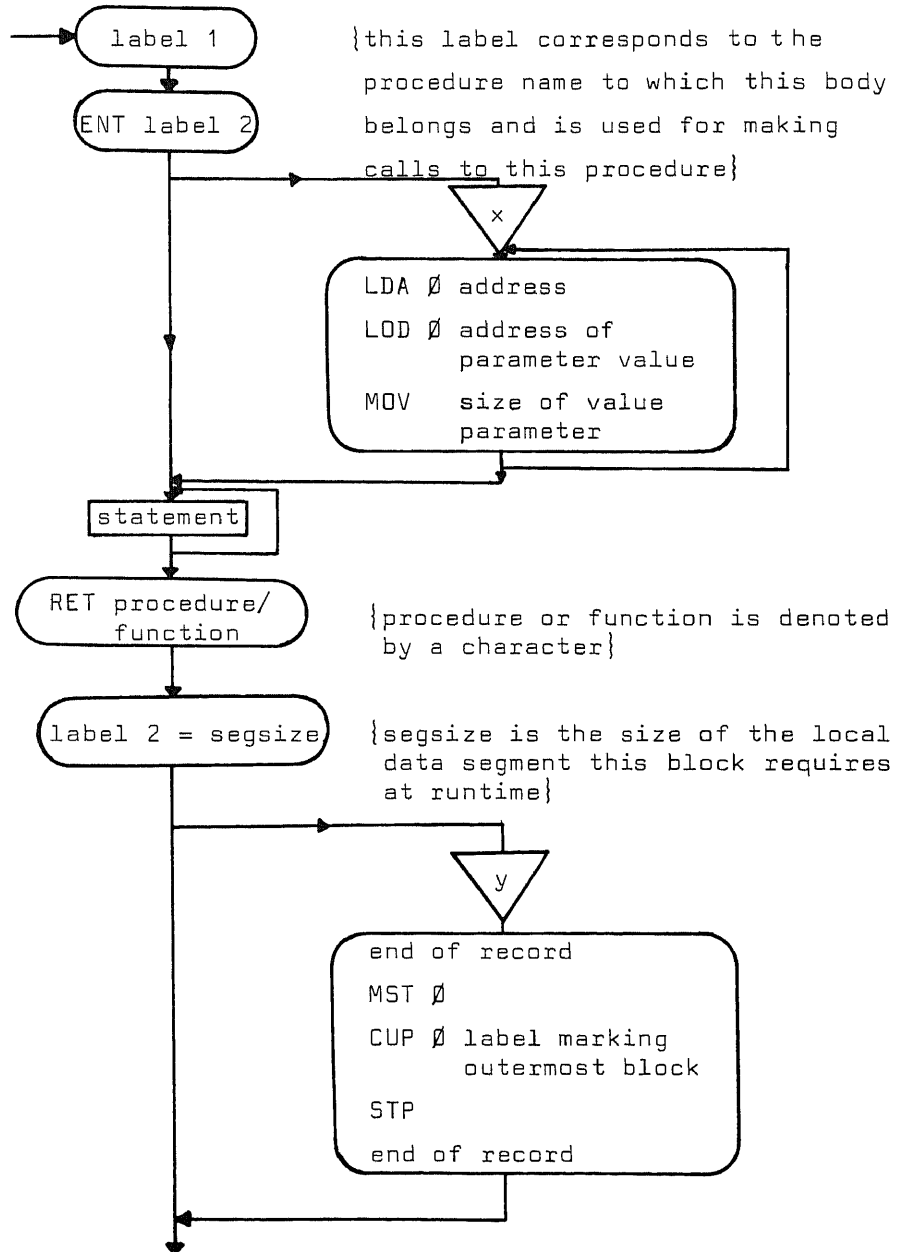 label 1
{this label corresponds to the
procedure name to which this body
belongs and is used for making
calls to this procedure}
ENT label 2
x
LDA Ø address
LOD Ø address of
parameter value
MOV size of value
parameter
statement
RET procedure/
function
{procedure or function is denoted
by a character}
label 2 = segsize
{segsize is the size of the local
data segment this block requires
at runtime}
y
end of record
MST Ø
CUP Ø label marking
outermost block
STP
end of record